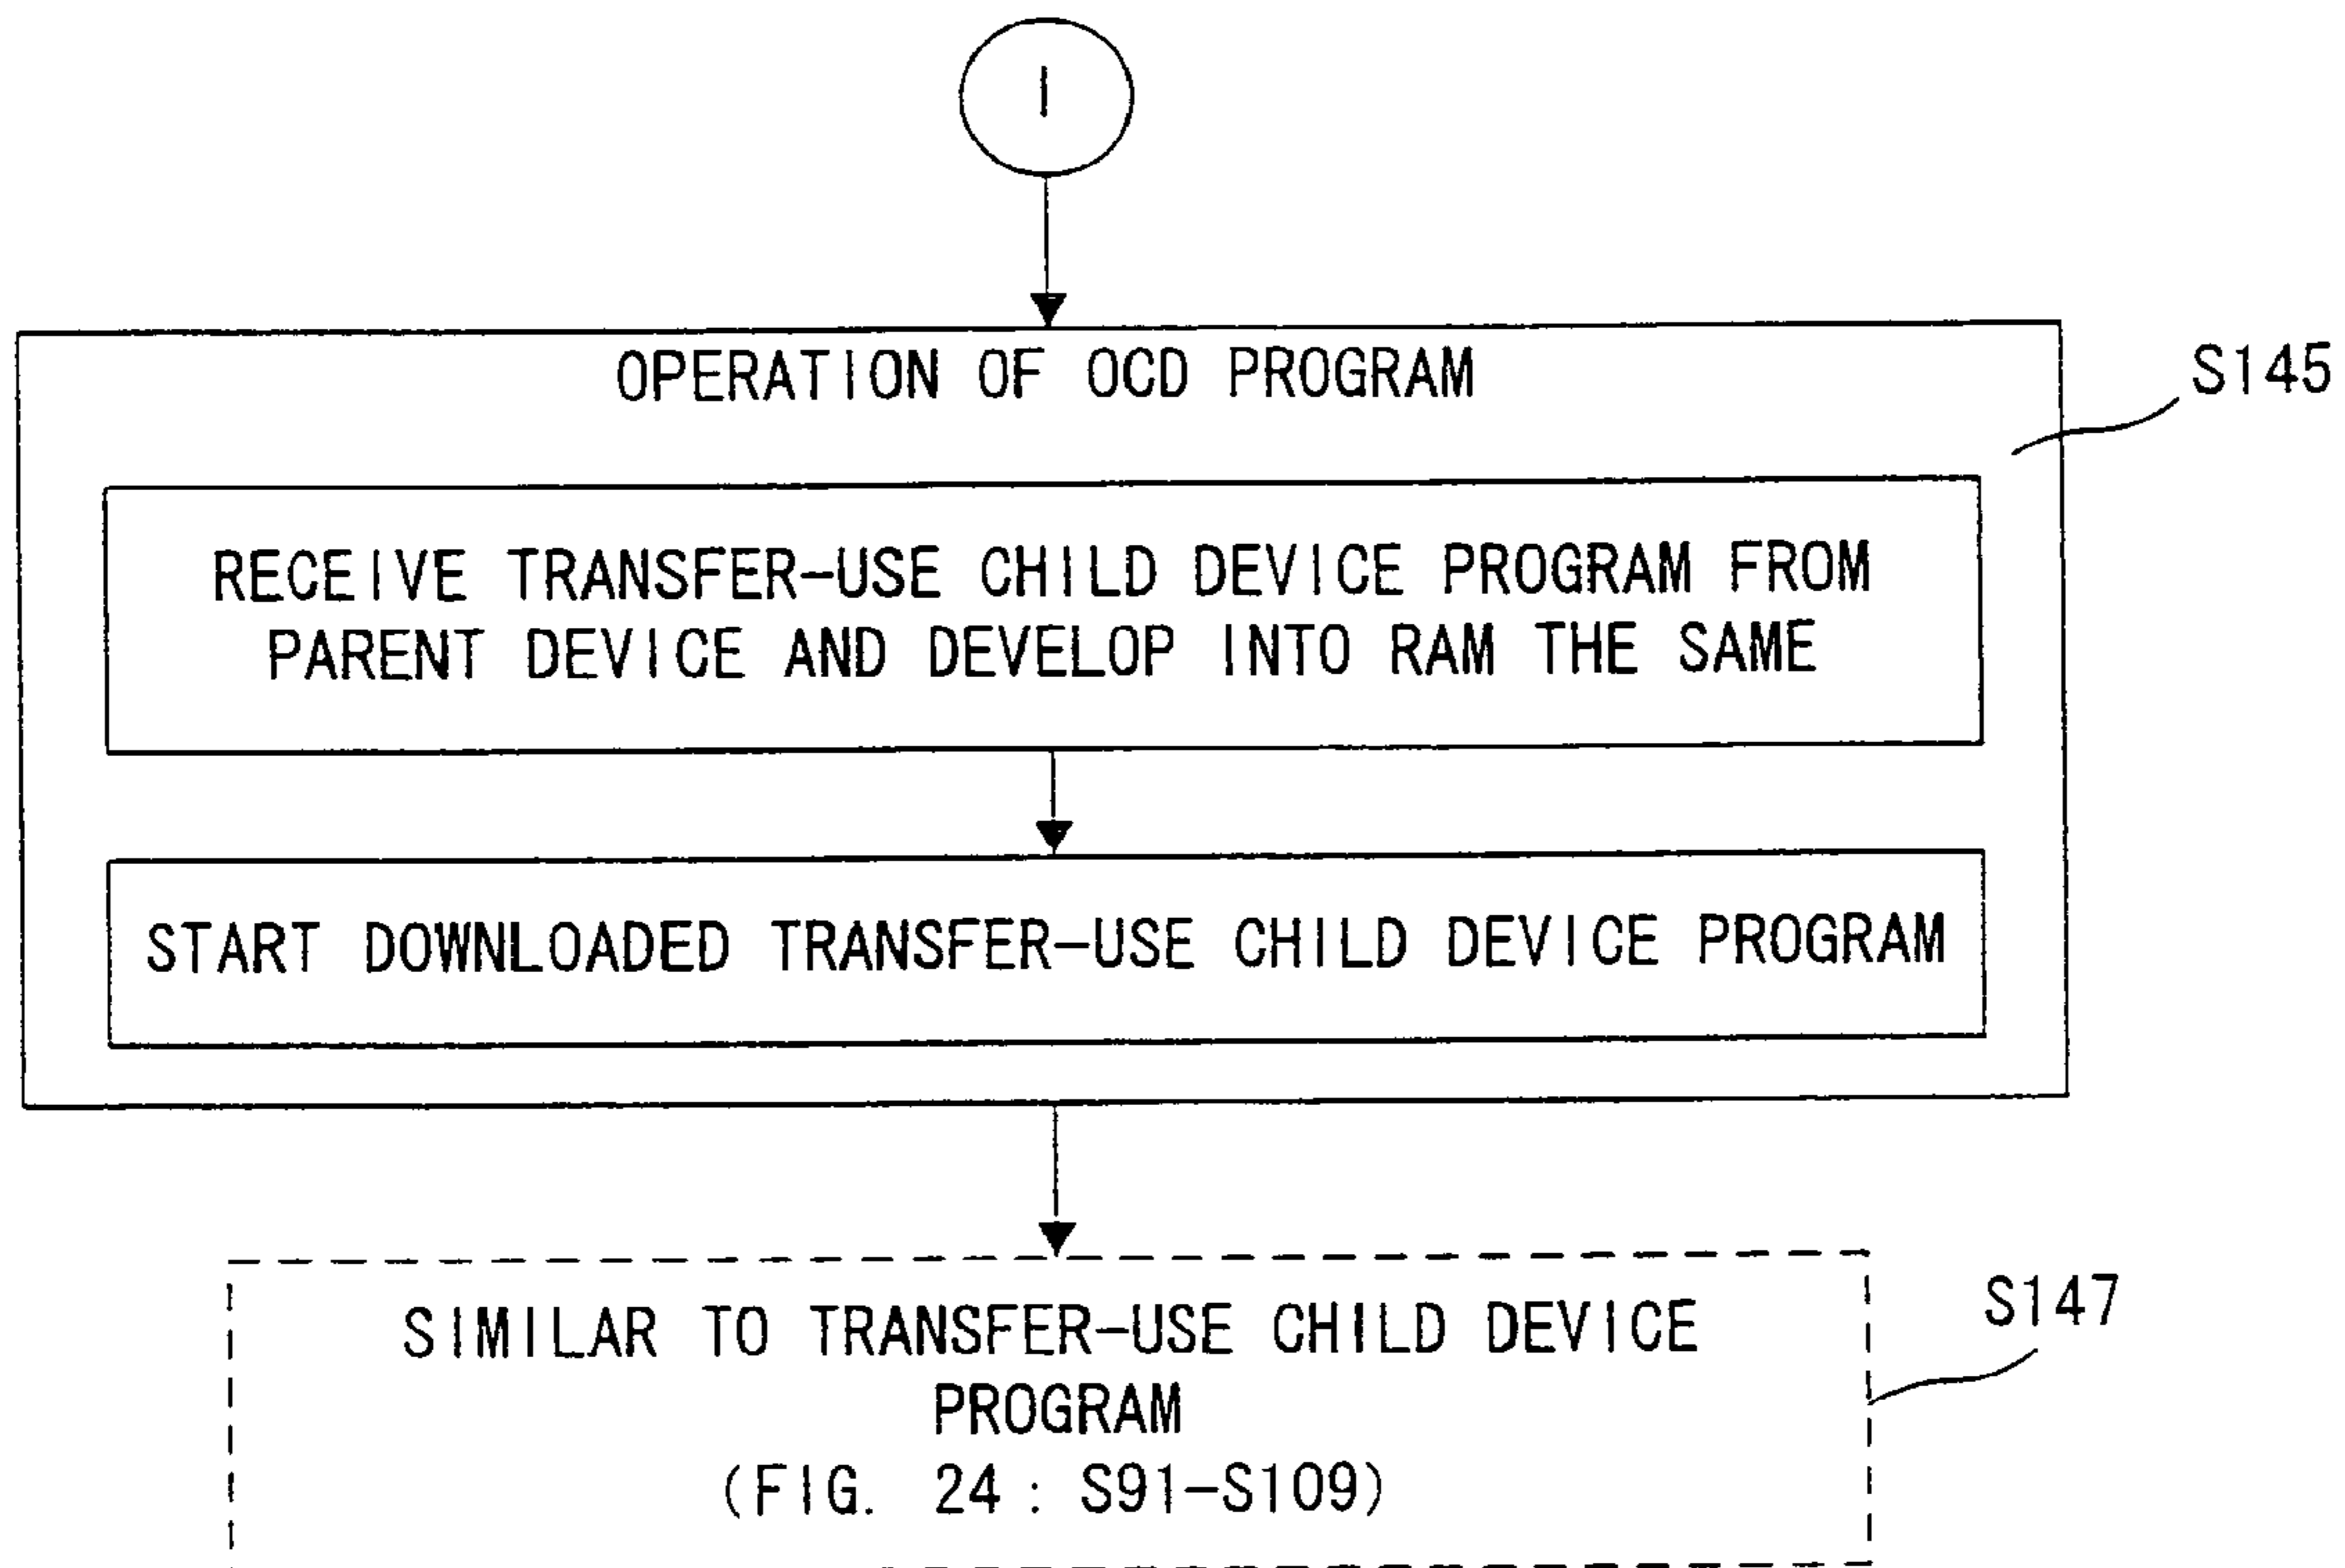 I
OPERATION OF OCD PROGRAM
S145
RECEIVE TRANSFER-USE CHILD DEVICE PROGRAM FROM
PARENT DEVICE AND DEVELOP INTO RAM THE SAME
START DOWNLOADED TRANSFER-USE CHILD DEVICE PROGRAM
SIMILAR TO TRANSFER-USE CHILD DEVICE
S147
PROGRAM
(FIG. 24 : S91-S109)